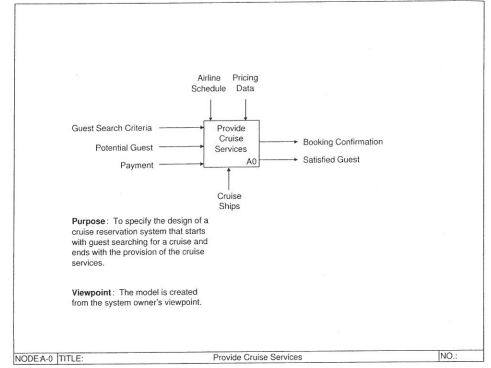 Airline Pricing
Schedule Data
Guest Search Criteria
Potential Guest
Payment
Provide
Cruise
Services
A0
Booking Confirmation
Satisfied Guest
Cruise
Ships
Purpose: To specify the design of a
cruise reservation system that starts
with guest searching for a cruise and
ends with the provision of the cruise
services.
Viewpoint: The model is created
from the system owner's viewpoint.
NODE:A-0 TITLE: Provide Cruise Services NO.: